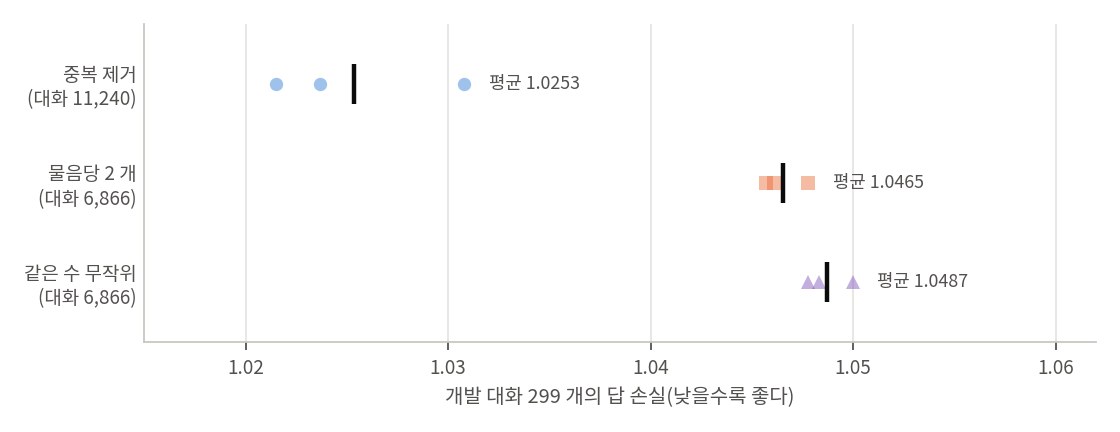 중복 제거
(대화 11,240)
평균 1.0253
물음당 2 개
(대화 6,866)
평균 1.0465
같은 수 무작위
(대화 6,866)
평균 1.0487
1.02
1.03
1.04
1.05
1.06
개발 대화 299 개의 답 손실(낮을수록 좋다)